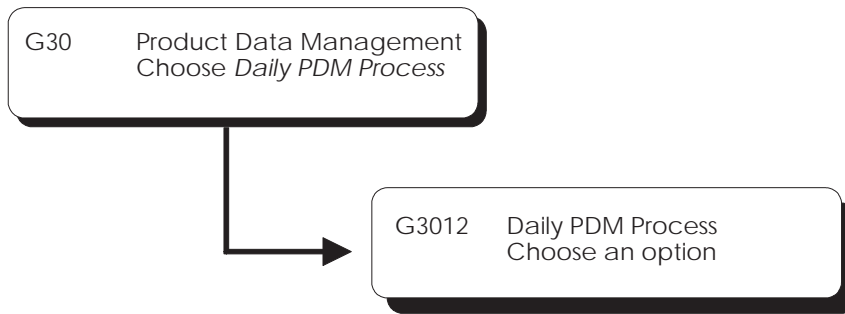 G30 Product Data Management
Choose Daily PDM Process
G3012 Daily PDM Process
Choose an option